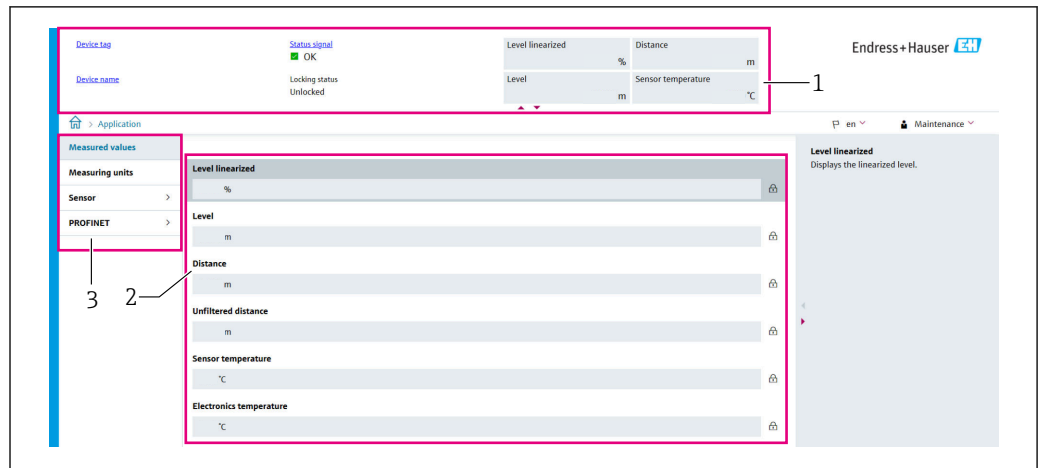 Device tag
Status signal
OK
Level linearized
%
Distance
m
Endress+Hauser EH
Device name
Locking status
Unlocked
Level
m
Sensor temperature
°C
1
> Application
en
Maintenance
Measured values
Measuring units
Sensor >
PROFINET >
3
2
Level linearized
%
Level
m
Distance
m
Unfiltered distance
m
Sensor temperature
°C
Electronics temperature
°C
Level linearized
Displays the linearized level.